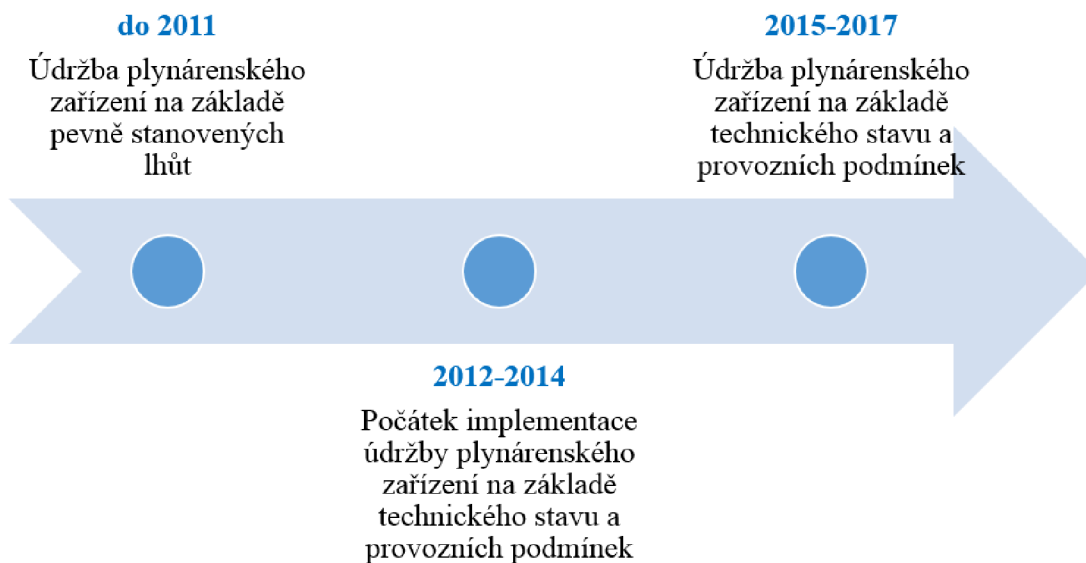 do 2011
Údržba plynárenského
zařízení na základě
pevně stanovených
lhůt
2012-2014
Počátek implementace
údržby plynárenského
zařízení na základě
technického stavu a
provozních podmínek
2015-2017
Údržba plynárenského
zařízení na základě
technického stavu a
provozních podmínek